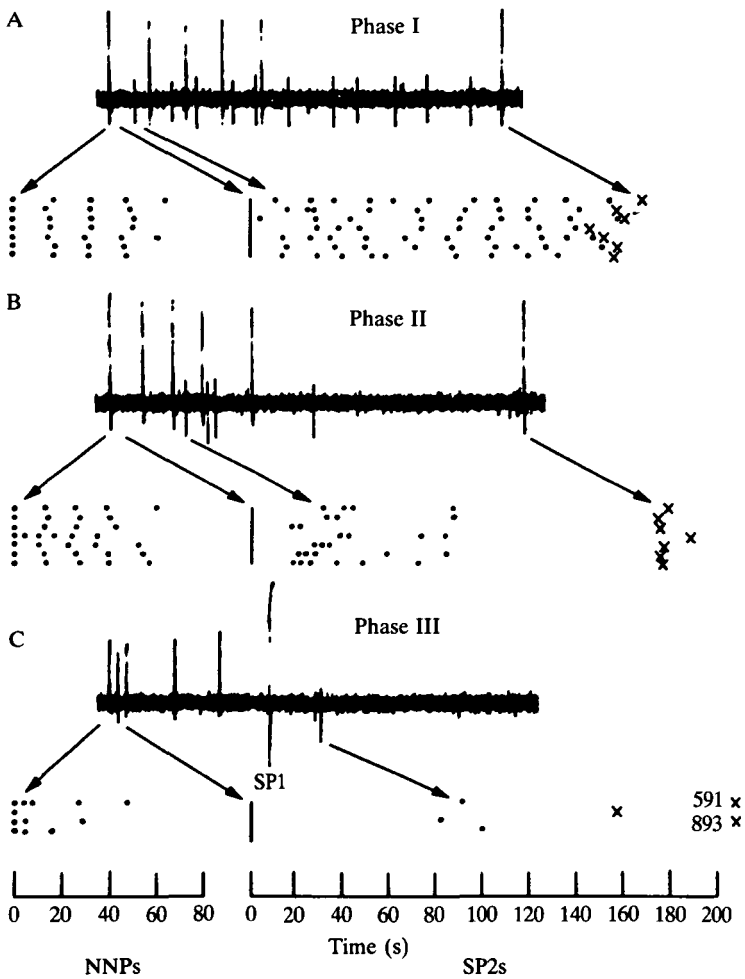 A
Phase I
B
Phase II
C
Phase III
SP1
591
893
0 20 40 60 80 0 20 40 60 80 100 120 140 160 180 200
Time (s)
NNPs SP2s